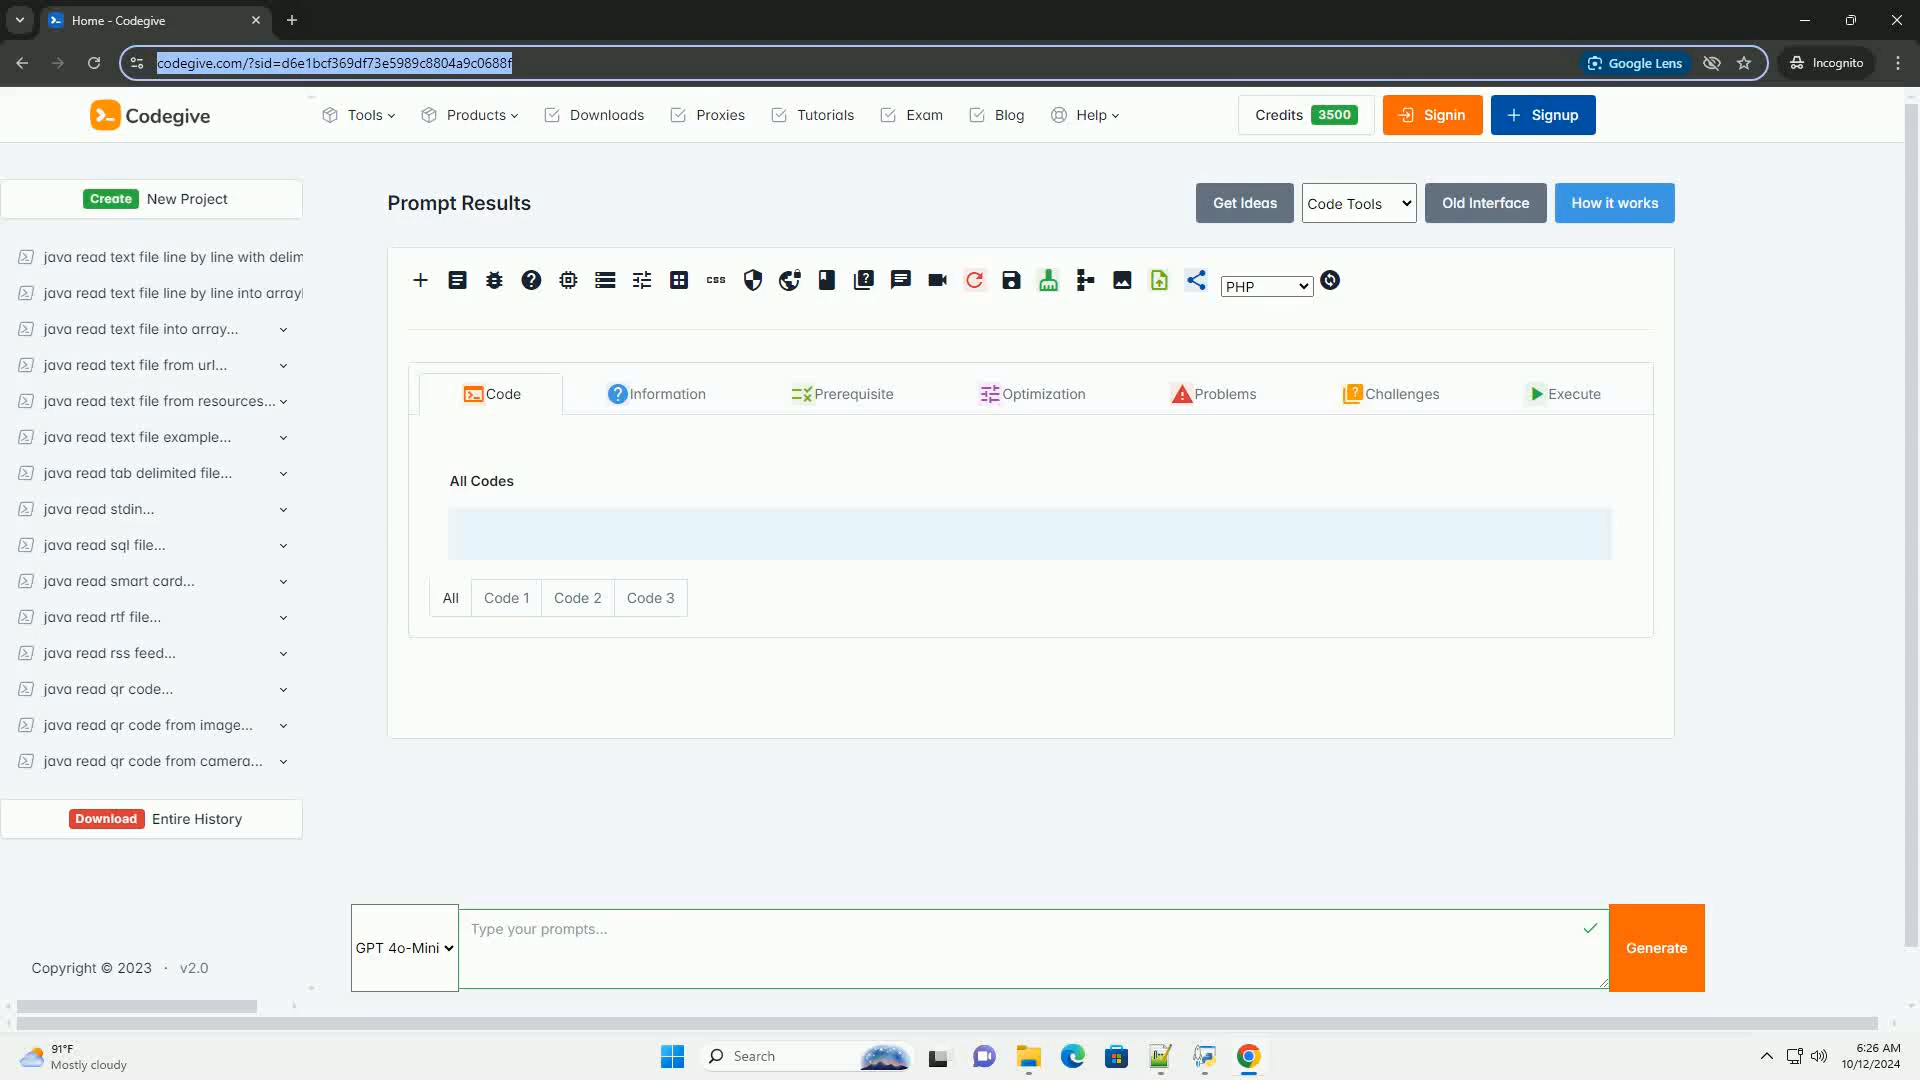 Home - Codegive
codegive.com/?sid=d6e1bcf369df73e5989c8804a9c0688f
Google Lens
Incognito
Codegive
Tools
Products
Downloads
Proxies
Tutorials
Exam
Blog
Help
Credits 3500
Signin
Signup
Create New Project
Prompt Results
Get Ideas
Code Tools
Old Interface
How it works
java read text file line by line with delim
java read text file line by line into array
java read text file into array...
java read text file from url...
java read text file from resources...
java read text file example...
java read tab delimited file...
java read stdin...
java read sql file...
java read smart card...
java read rtf file...
java read rss feed...
java read qr code...
java read qr code from image...
java read qr code from camera...
Download Entire History
Copyright © 2023 · v2.0
css
PHP
Code
Information
Prerequisite
Optimization
Problems
Challenges
Execute
All Codes
All
Code 1
Code 2
Code 3
GPT 4o-Mini
Type your prompts...
Generate
91°F
Mostly cloudy
Search
6:26 AM
10/12/2024